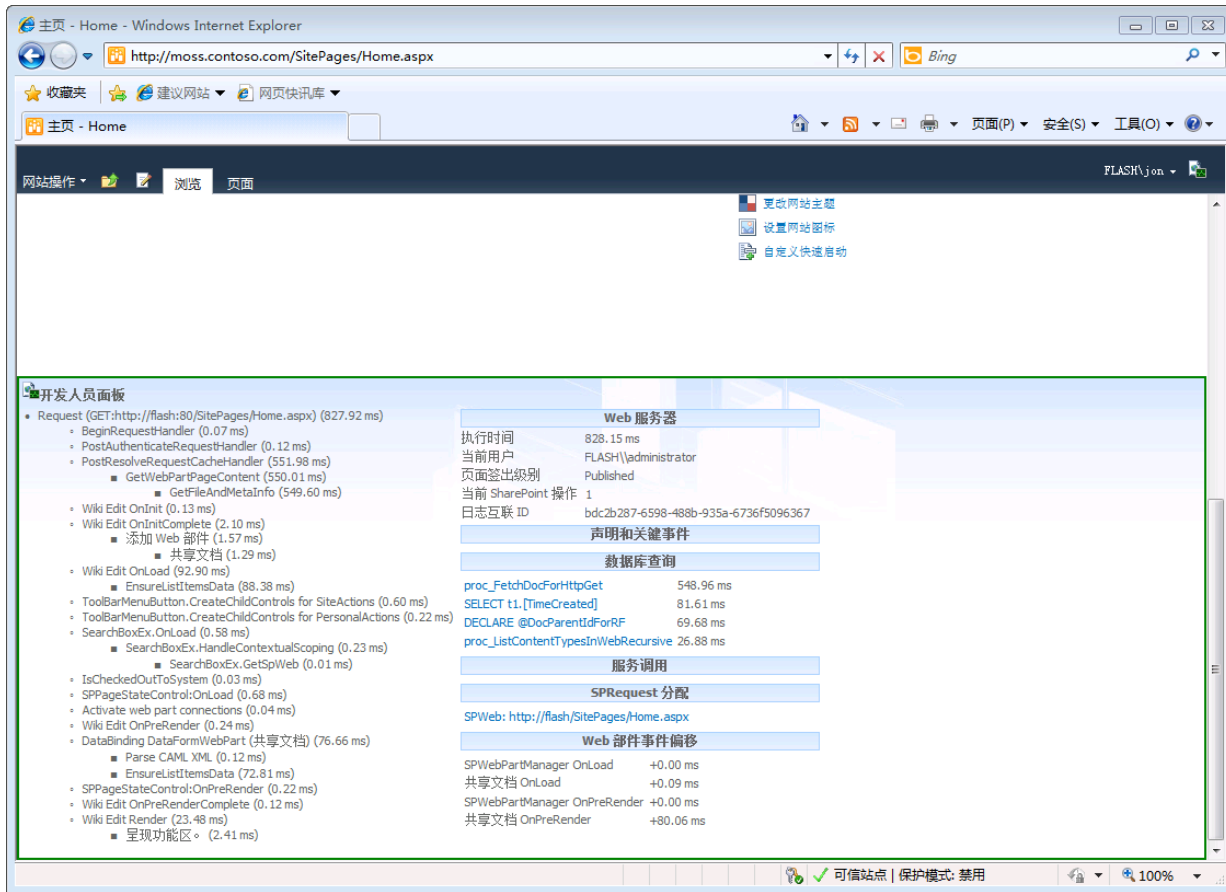 主页 - Home - Windows Internet Explorer
http://moss.contoso.com/SitePages/Home.aspx
Bing
收藏夹 建议网站 网页快讯库
主页 - Home
页面(P) 安全(S) 工具(O)
网站操作 浏览 页面
FLASH\jon
更改网站主题
设置网站图标
自定义快速启动
开发人员面板
Request (GET:http://flash:80/SitePages/Home.aspx) (827.92 ms)
BeginRequestHandler (0.07 ms)
PostAuthenticateRequestHandler (0.12 ms)
PostResolveRequestCacheHandler (551.98 ms)
GetWebPartPageContent (550.01 ms)
GetFileAndMetaInfo (549.60 ms)
Wiki Edit OnInit (0.13 ms)
Wiki Edit OnInitComplete (2.10 ms)
添加 Web 部件 (1.57 ms)
共享文档 (1.29 ms)
Wiki Edit OnLoad (92.90 ms)
EnsureListItemsData (88.38 ms)
ToolBarMenuButton.CreateChildControls for SiteActions (0.60 ms)
ToolBarMenuButton.CreateChildControls for PersonalActions (0.22 ms)
SearchBoxEx.OnLoad (0.58 ms)
SearchBoxEx.HandleContextualScoping (0.23 ms)
SearchBoxEx.GetSpWeb (0.01 ms)
IsCheckedOutToSystem (0.03 ms)
SPPageStateControl:OnLoad (0.68 ms)
Activate web part connections (0.04 ms)
Wiki Edit OnPreRender (0.24 ms)
DataBinding DataFormWebPart (共享文档) (76.66 ms)
Parse CAML XML (0.12 ms)
EnsureListItemsData (72.81 ms)
SPPageStateControl:OnPreRender (0.22 ms)
Wiki Edit OnPreRenderComplete (0.12 ms)
Wiki Edit Render (23.48 ms)
呈现功能区。 (2.41 ms)
Web 服务器
执行时间 828.15 ms
当前用户 FLASH\\administrator
页面签出级别 Published
当前 SharePoint 操作 1
日志互联 ID bdc2b287-6598-488b-935a-6736f5096367
声明和关键事件
数据库查询
proc_FetchDocForHttpGet 548.96 ms
SELECT t1.[TimeCreated] 81.61 ms
DECLARE @DocParentIdForRF 69.68 ms
proc_ListContentTypesInWebRecursive 26.88 ms
服务调用
SPRequest 分配
SPWeb: http://flash/SitePages/Home.aspx
Web 部件事件偏移
SPWebPartManager OnLoad +0.00 ms
共享文档 OnLoad +0.09 ms
SPWebPartManager OnPreRender +0.00 ms
共享文档 OnPreRender +80.06 ms
可信站点 | 保护模式: 禁用
100%